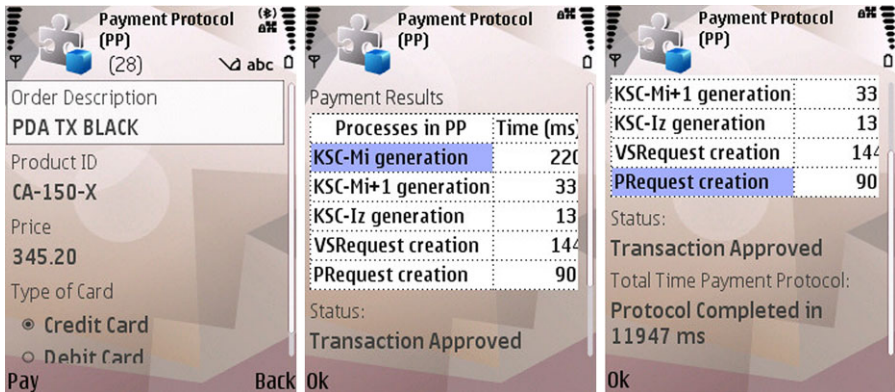 Payment Protocol
(PP)
(28)
abc
Order Description
PDA TX BLACK
Product ID
CA-150-X
Price
345.20
Type of Card
Credit Card
Debit Card
Pay Back
Payment Protocol
(PP)
Payment Results
Processes in PP Time (ms)
KSC-Mi generation 220
KSC-Mi+1 generation 33
KSC-Iz generation 13
VSRequest creation 144
PRequest creation 90
Status:
Transaction Approved
Ok
Payment Protocol
(PP)
KSC-Mi+1 generation 33
KSC-Iz generation 13
VSRequest creation 144
PRequest creation 90
Status:
Transaction Approved
Total Time Payment Protocol:
Protocol Completed in
11947 ms
Ok